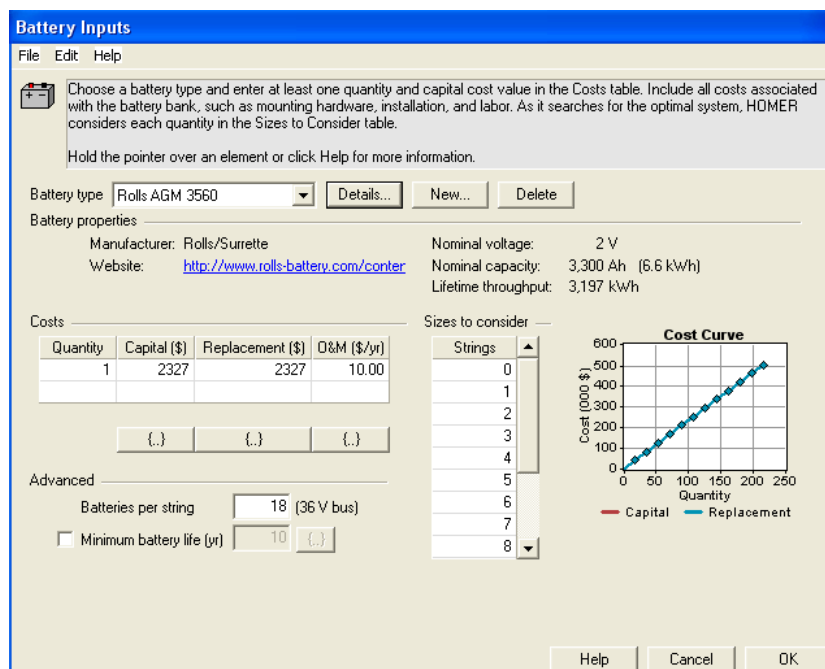 Battery Inputs
File Edit Help
Choose a battery type and enter at least one quantity and capital cost value in the Costs table. Include all costs associated
with the battery bank, such as mounting hardware, installation, and labor. As it searches for the optimal system, HOMER
considers each quantity in the Sizes to Consider table.
Hold the pointer over an element or click Help for more information.
Battery type Rolls AGM 3560 Details... New... Delete
Battery properties
Manufacturer: Rolls/Surrette Nominal voltage: 2 V
Website: http://www.rolls-battery.com/conter Nominal capacity: 3,300 Ah (6.6 kWh)
Lifetime throughput: 3,197 kWh
Costs Sizes to consider
Quantity Capital ($) Replacement ($) O&M ($/yr)
1 2327 2327 10.00
{..} {..} {..}
Strings
0
1
2
3
4
5
6
7
8
Cost Curve
Cost (000 $)
600
500
400
300
200
100
0
0 50 100 150 200 250
Quantity
Capital Replacement
Advanced
Batteries per string 18 (36 V bus)
Minimum battery life (yr) 10 {..}
Help Cancel OK